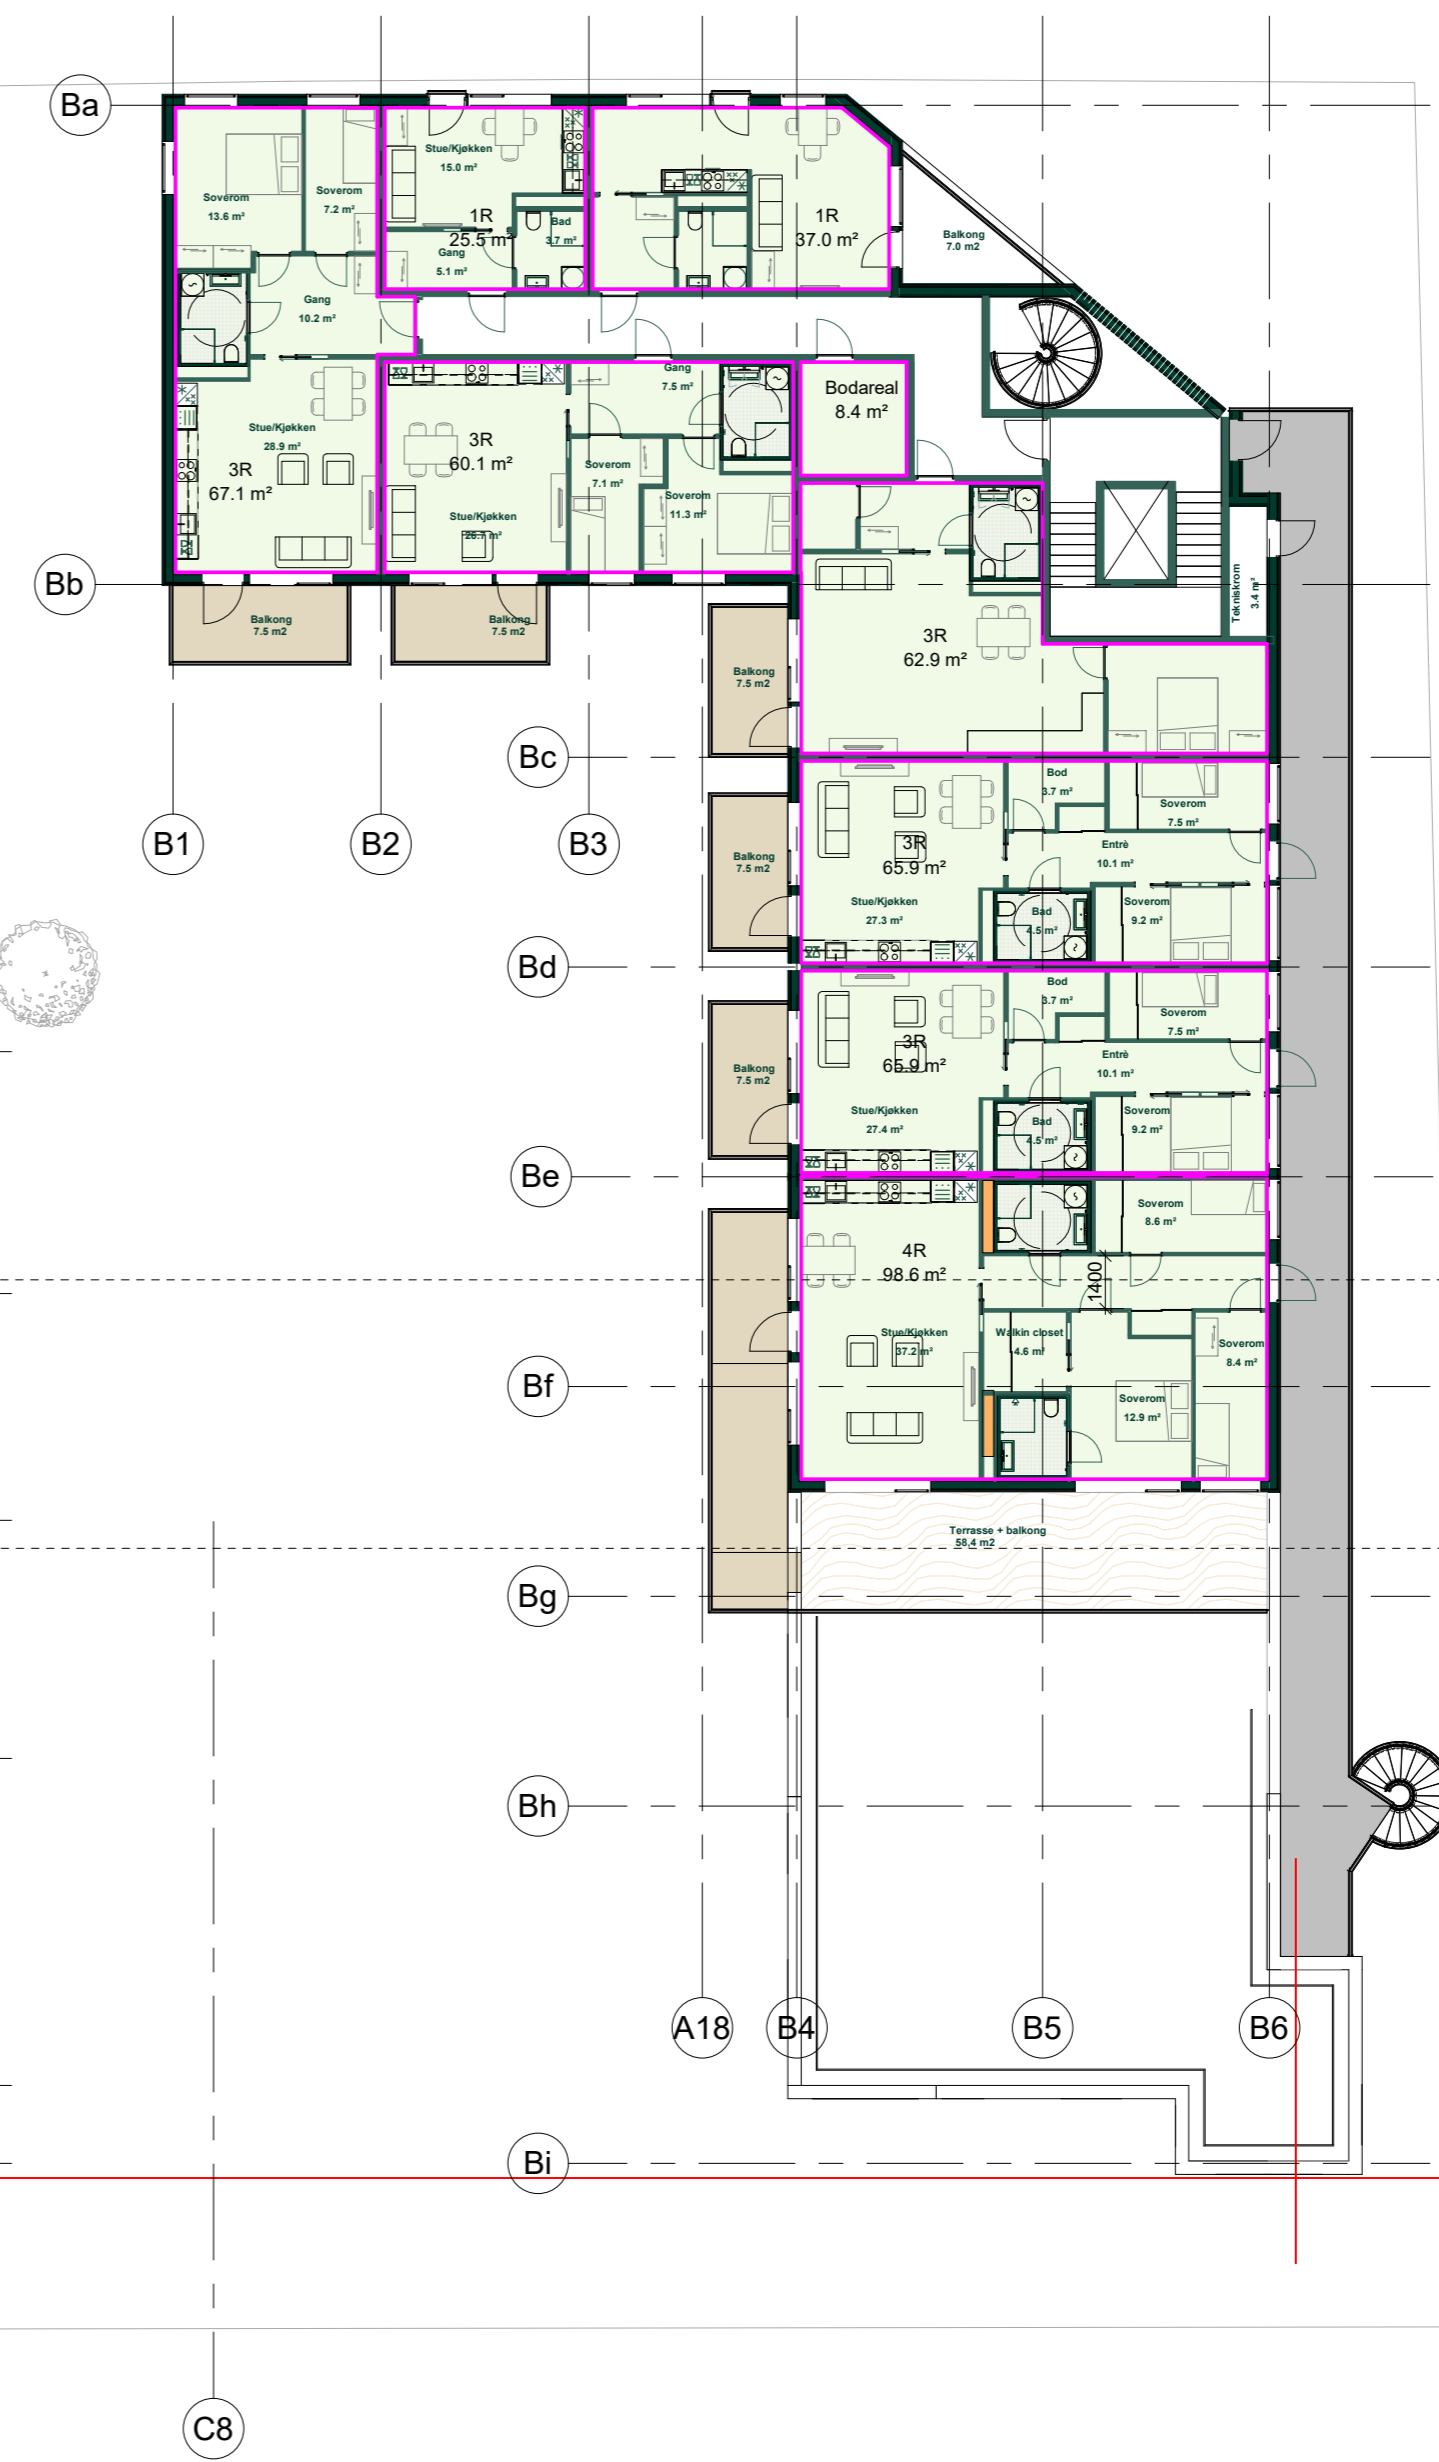 Ba
Stue/Kjøkken
15.0 m²
Soverom
13.6 m²
Soverom
7.2 m²
1R
25.5 m²
Bad
3.7 m²
Gang
5.1 m²
1R
37.0 m²
Balkong
7.0 m2
Gang
10.2 m²
Gang
7.5 m²
Bodareal
8.4 m²
Stue/Kjøkken
28.9 m²
3R
67.1 m²
3R
60.1 m²
Soverom
7.1 m²
Soverom
11.3 m²
Stue/Kjøkken
26.7 m²
Bb
Tekniskrom
3.4 m²
Balkong
7.5 m2
Balkong
7.5 m2
3R
62.9 m²
Balkong
7.5 m2
Bc
B1
B2
B3
Bod
3.7 m²
Soverom
7.5 m²
3R
65.9 m²
Entrè
10.1 m²
Balkong
7.5 m2
Stue/Kjøkken
27.3 m²
Bad
4.5 m²
Soverom
9.2 m²
Bd
Bod
3.7 m²
Soverom
7.5 m²
3R
65.9 m²
Entrè
10.1 m²
Balkong
7.5 m2
Stue/Kjøkken
27.4 m²
Bad
4.5 m²
Soverom
9.2 m²
Be
Soverom
8.6 m²
4R
98.6 m²
1400
Stue/Kjøkken
37.2 m²
Walkin closet
4.6 m²
Soverom
8.4 m²
Bf
Soverom
12.9 m²
Terrasse + balkong
58,4 m2
Bg
Bh
A18
B4
B5
B6
Bi
C8